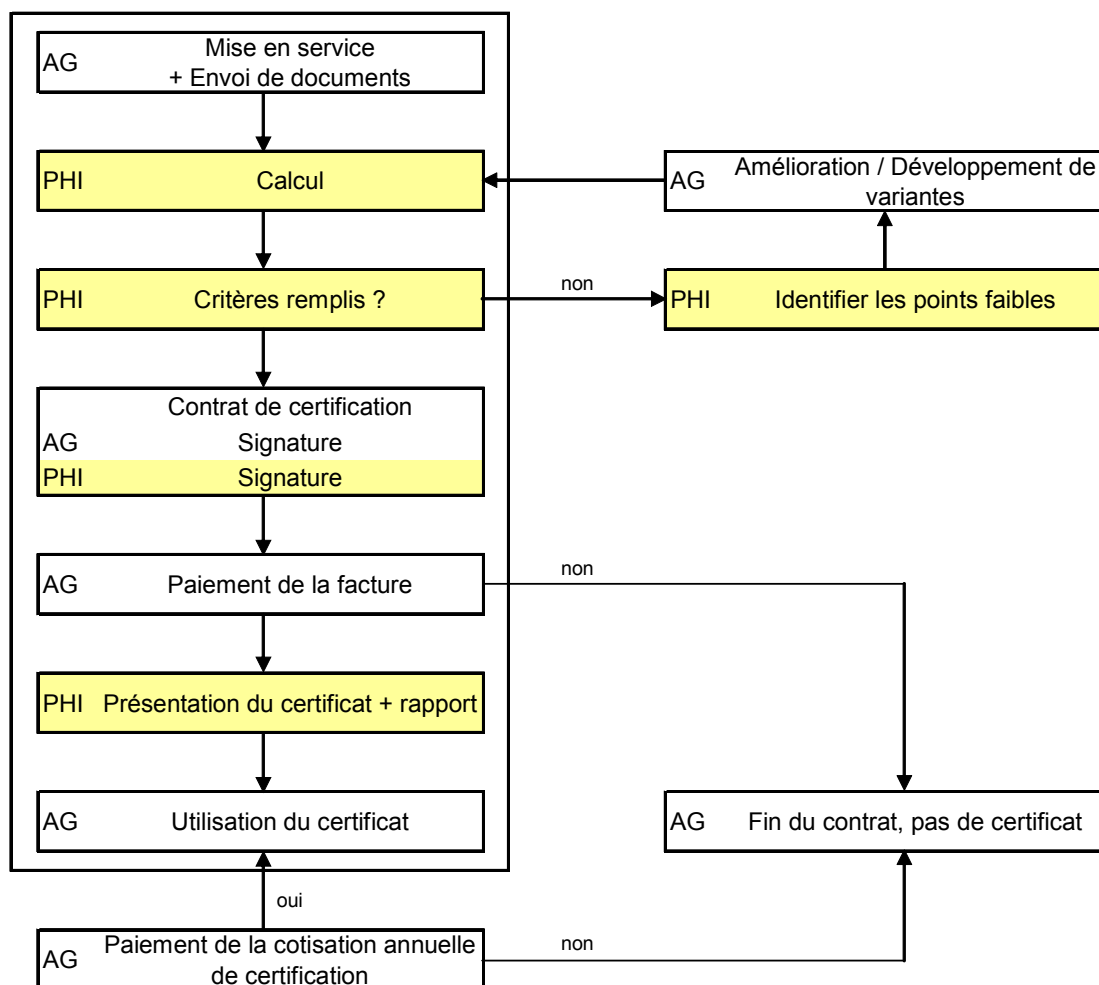 AG
Mise en service
+ Envoi de documents
PHI Calcul
AG
Amélioration / Développement de
variantes
PHI Critères remplis ?
non
PHI Identifier les points faibles
Contrat de certification
AG Signature
PHI Signature
AG Paiement de la facture
non
PHI Présentation du certificat + rapport
AG Utilisation du certificat
AG Fin du contrat, pas de certificat
oui
AG
Paiement de la cotisation annuelle
de certification
non